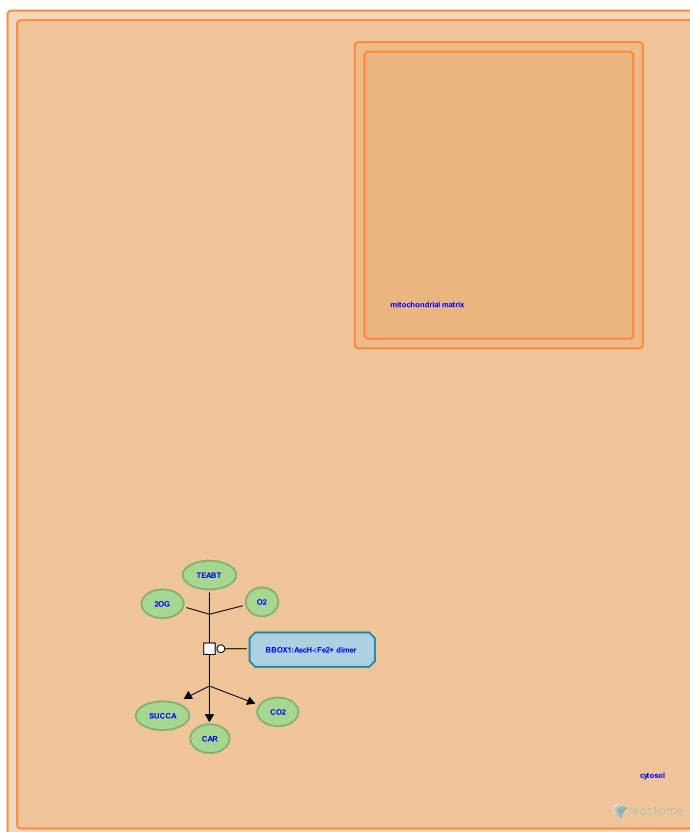 mitochondrial matrix
TEABT
2OG
O2
BBOX1:AscH-:Fe2+ dimer
SUCCA
CO2
CAR
cytosol
reactome